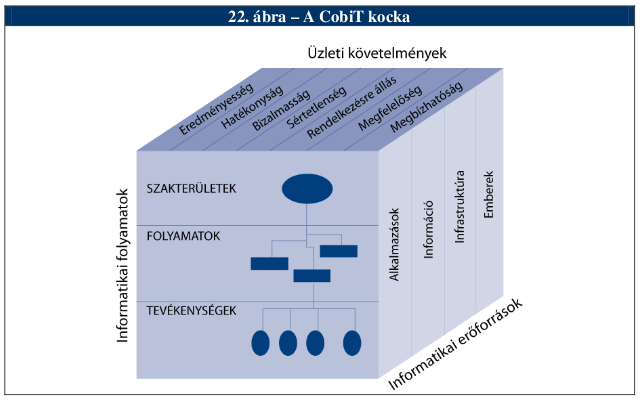 22. ábra – A CobiT kocka
Üzleti követelmények
Eredményesség
Hatékonyság
Bizalmasság
Sértetlenség
Rendelkezésre állás
Megfelelőség
Megbízhatóság
Informatikai folyamatok
SZAKTERÜLETEK
FOLYAMATOK
TEVÉKENYSÉGEK
Alkalmazások
Információ
Infrastruktúra
Emberek
Informatikai erőforrások